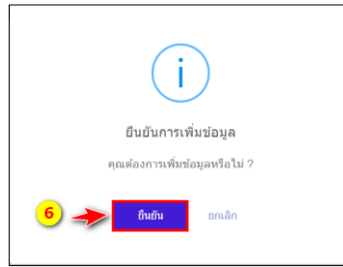 i
ยืนยันการเพิ่มข้อมูล
คุณต้องการเพิ่มข้อมูลหรือไม่ ?
6 ยืนยัน ยกเลิก